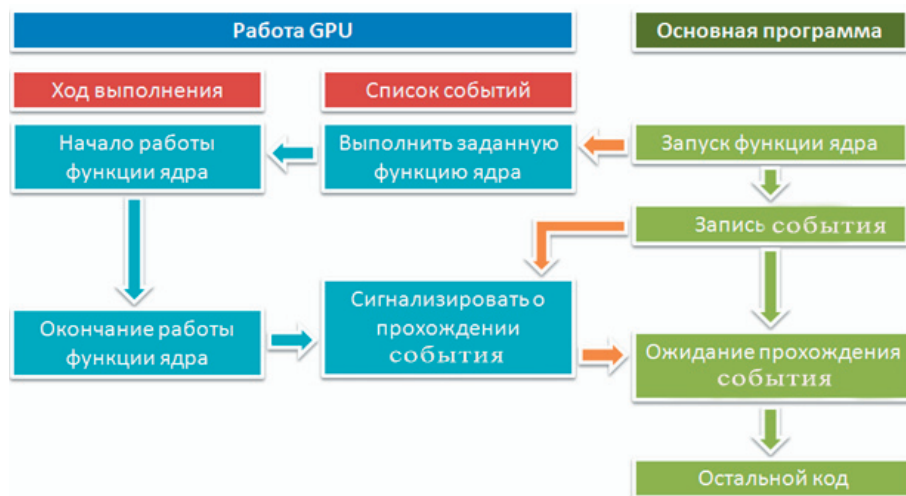 Работа GPU
Основная программа
Ход выполнения
Список событий
Начало работы
функции ядра
Выполнить заданную
функцию ядра
Запуск функции ядра
Запись события
Окончание работы
функции ядра
Сигнализировать о
прохождении
события
Ожидание прохождения
события
Остальной код